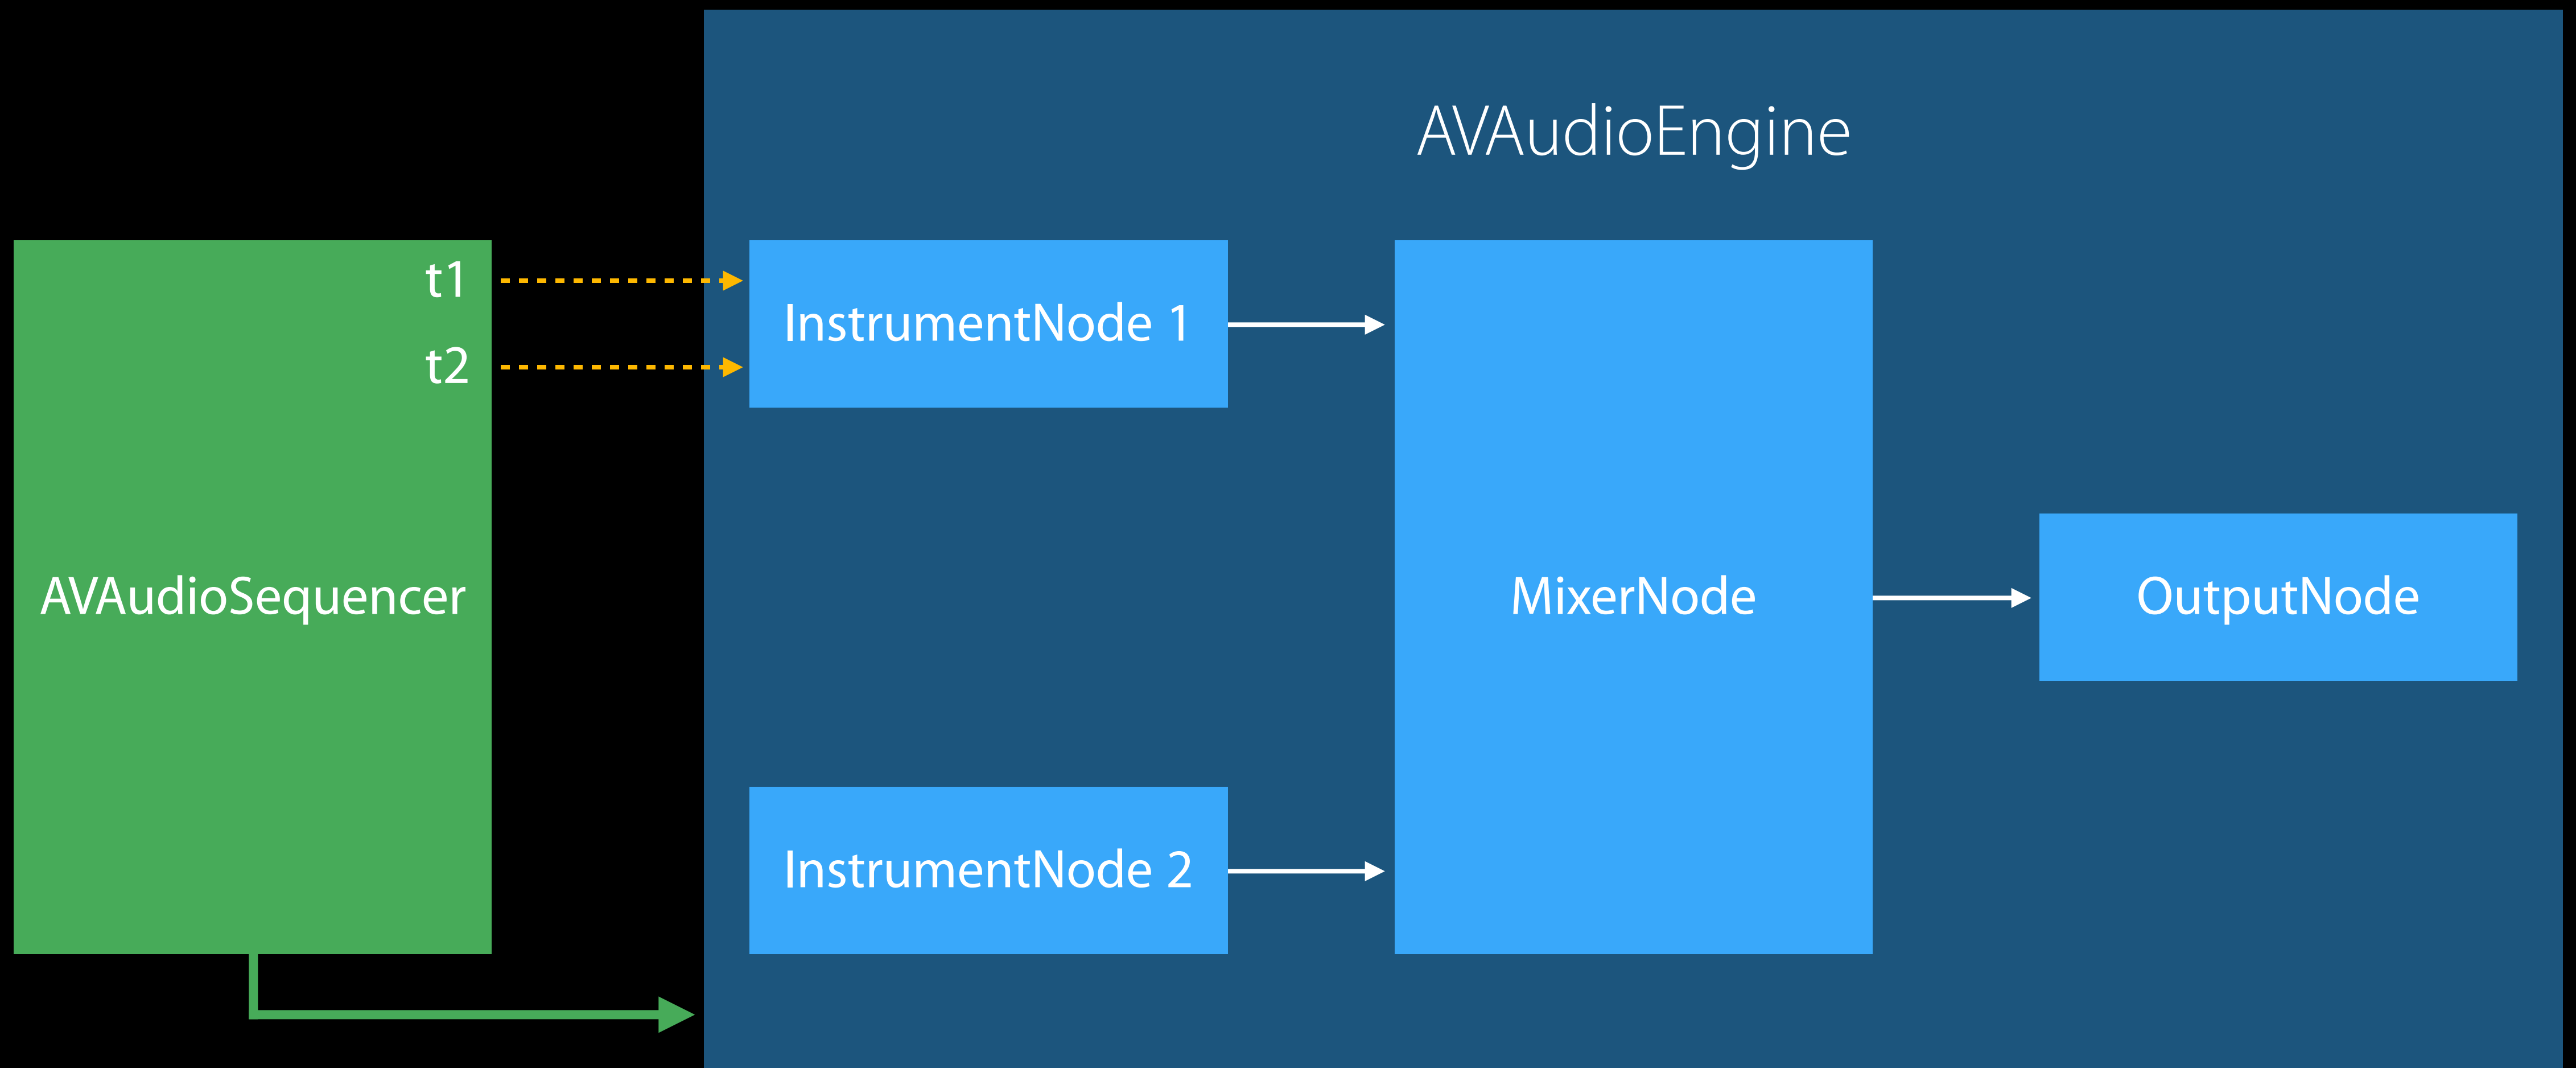 AVAudioEngine
t1
t2
AVAudioSequencer
InstrumentNode 1
InstrumentNode 2
MixerNode
OutputNode